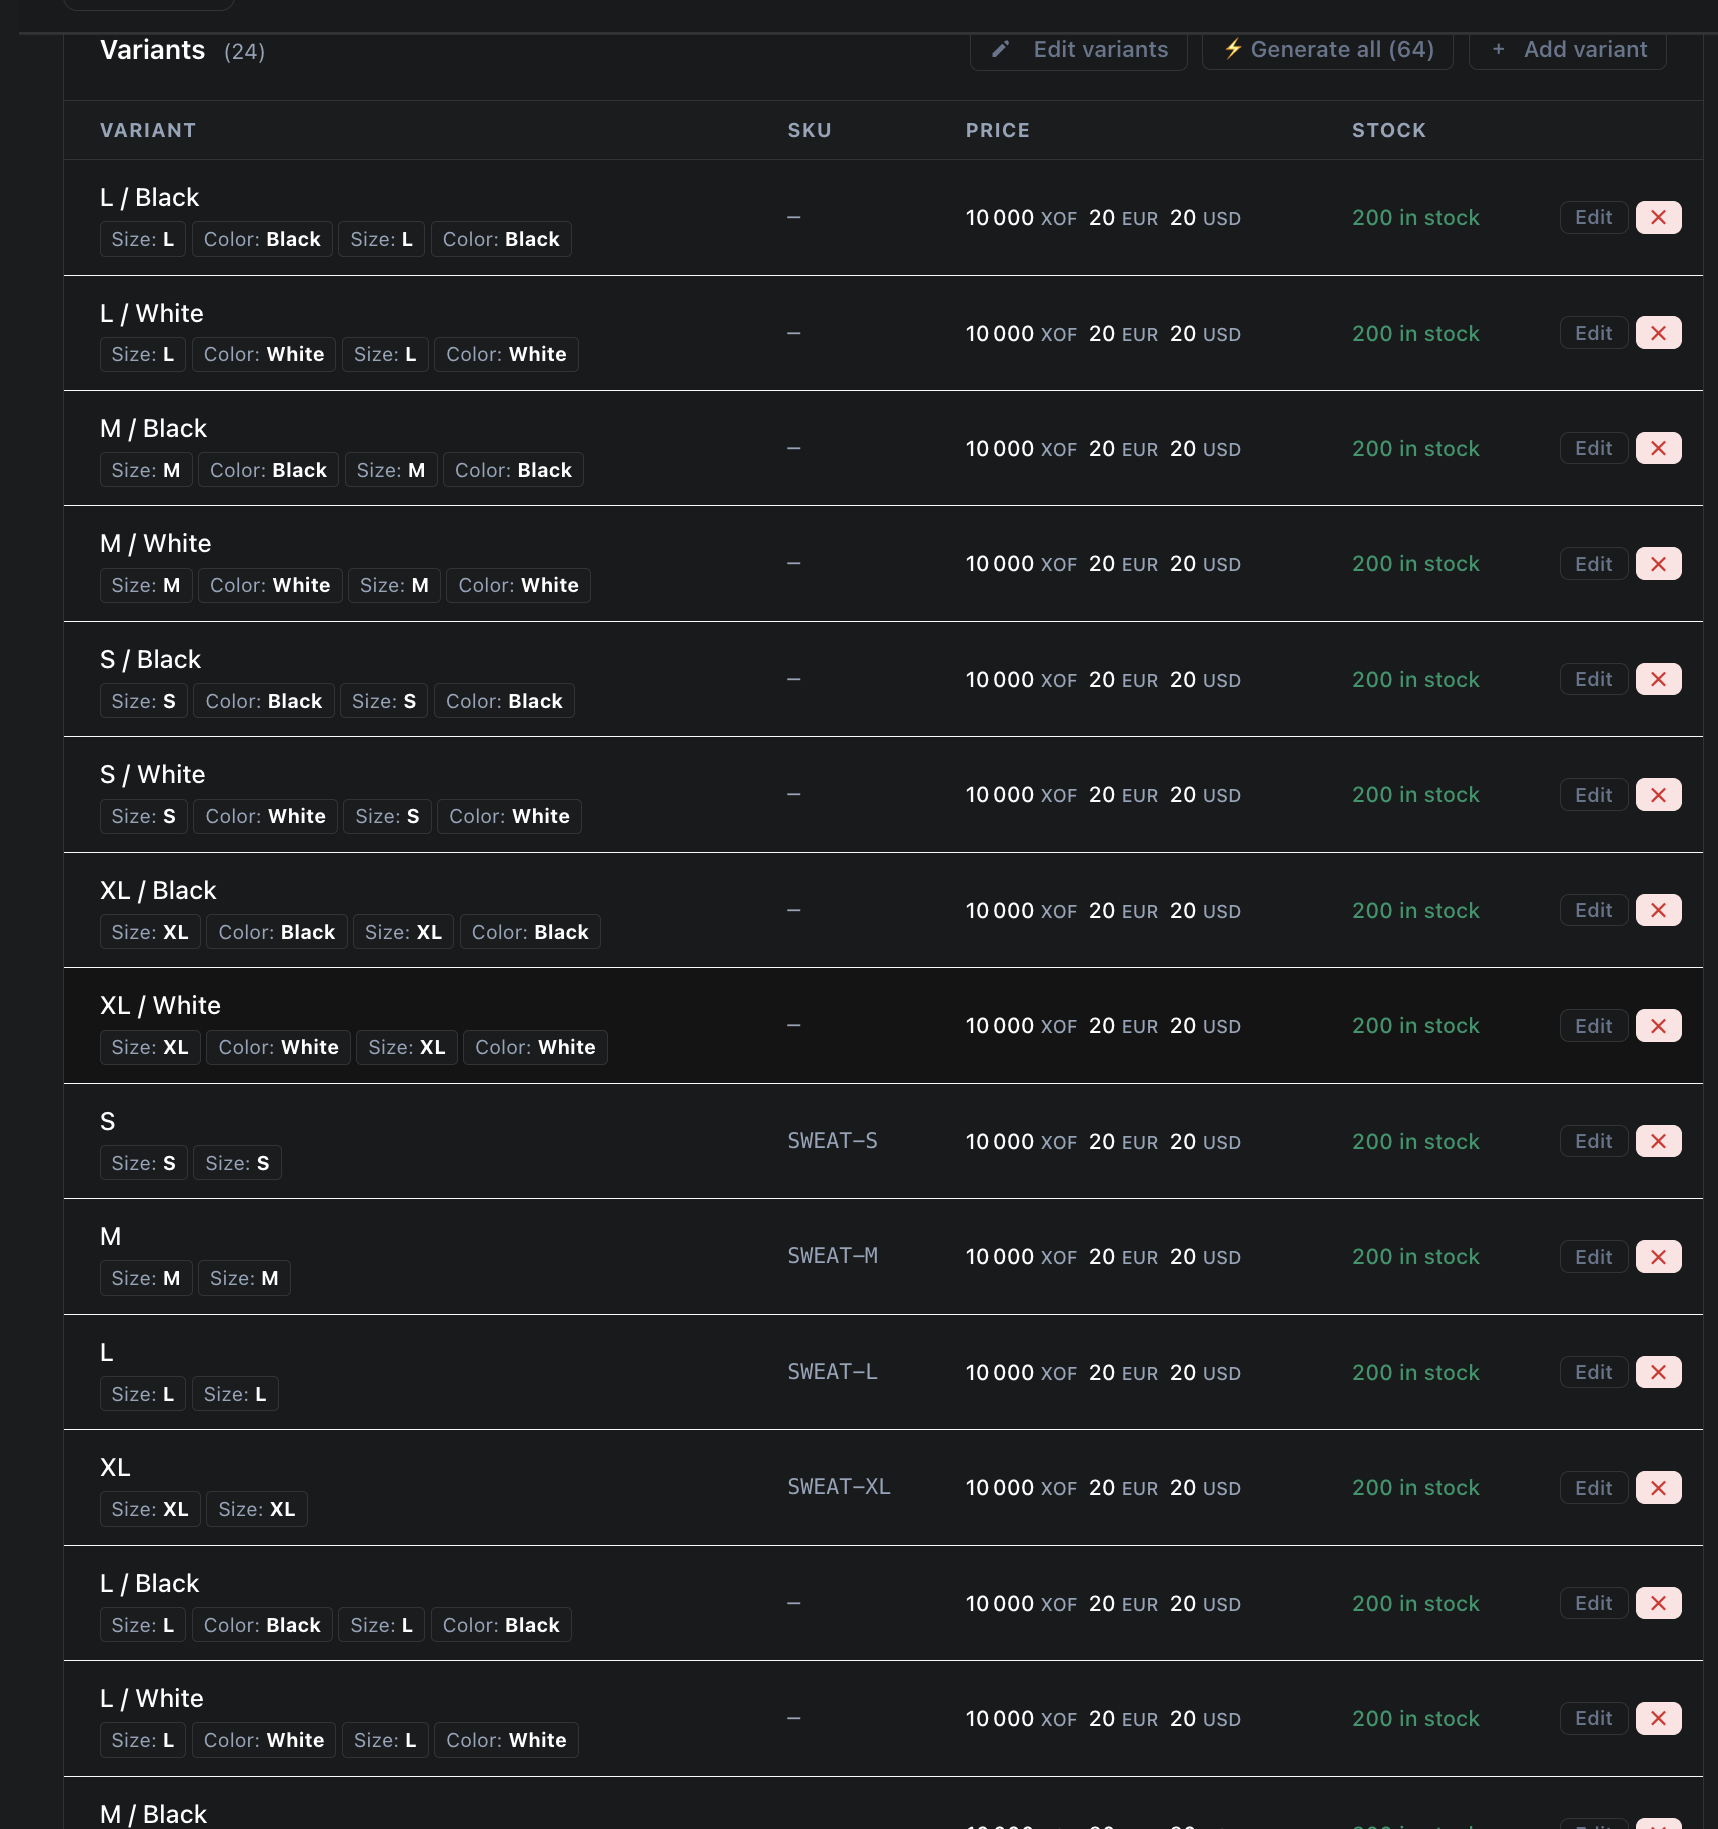 Variants (24)
Edit variants
⚡ Generate all (64)
+ Add variant
VARIANT SKU PRICE STOCK
L / Black
Size: L Color: Black Size: L Color: Black
– 10 000 XOF 20 EUR 20 USD 200 in stock Edit ✕
L / White
Size: L Color: White Size: L Color: White
– 10 000 XOF 20 EUR 20 USD 200 in stock Edit ✕
M / Black
Size: M Color: Black Size: M Color: Black
– 10 000 XOF 20 EUR 20 USD 200 in stock Edit ✕
M / White
Size: M Color: White Size: M Color: White
– 10 000 XOF 20 EUR 20 USD 200 in stock Edit ✕
S / Black
Size: S Color: Black Size: S Color: Black
– 10 000 XOF 20 EUR 20 USD 200 in stock Edit ✕
S / White
Size: S Color: White Size: S Color: White
– 10 000 XOF 20 EUR 20 USD 200 in stock Edit ✕
XL / Black
Size: XL Color: Black Size: XL Color: Black
– 10 000 XOF 20 EUR 20 USD 200 in stock Edit ✕
XL / White
Size: XL Color: White Size: XL Color: White
– 10 000 XOF 20 EUR 20 USD 200 in stock Edit ✕
S
Size: S Size: S
SWEAT-S 10 000 XOF 20 EUR 20 USD 200 in stock Edit ✕
M
Size: M Size: M
SWEAT-M 10 000 XOF 20 EUR 20 USD 200 in stock Edit ✕
L
Size: L Size: L
SWEAT-L 10 000 XOF 20 EUR 20 USD 200 in stock Edit ✕
XL
Size: XL Size: XL
SWEAT-XL 10 000 XOF 20 EUR 20 USD 200 in stock Edit ✕
L / Black
Size: L Color: Black Size: L Color: Black
– 10 000 XOF 20 EUR 20 USD 200 in stock Edit ✕
L / White
Size: L Color: White Size: L Color: White
– 10 000 XOF 20 EUR 20 USD 200 in stock Edit ✕
M / Black